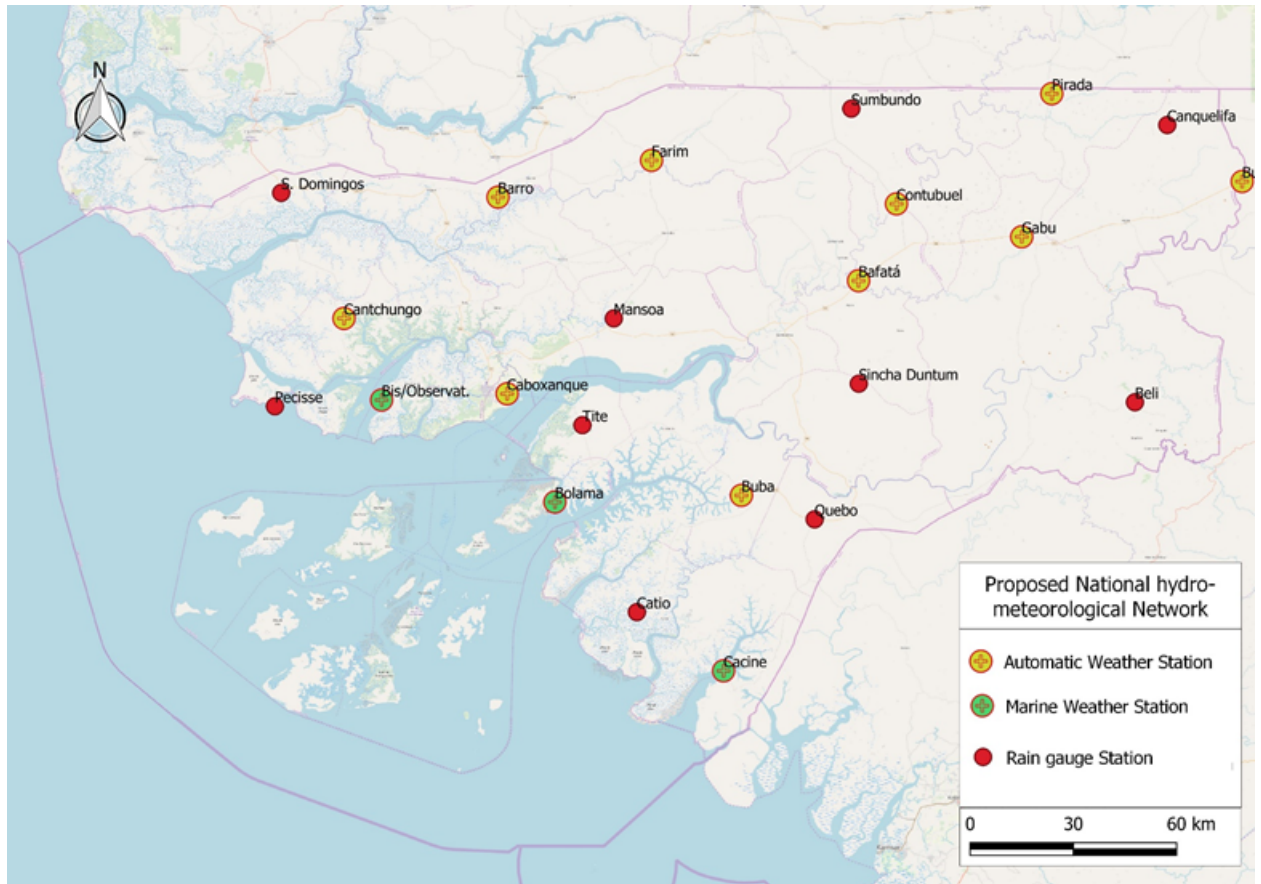 N
Pirada
Sumbundo
Canquelifa
Farim
Bu
S. Domingos
Barro
Contubuel
Gabu
Bafatá
Cantchungo
Mansoa
Sincha Duntum
Bis/Observat.
Caboxanque
Pecisse
Beli
Tite
Bolama
Buba
Quebo
Catio
Cacine
Proposed National hydro-
meteorological Network
Automatic Weather Station
Marine Weather Station
Rain gauge Station
0 30 60 km